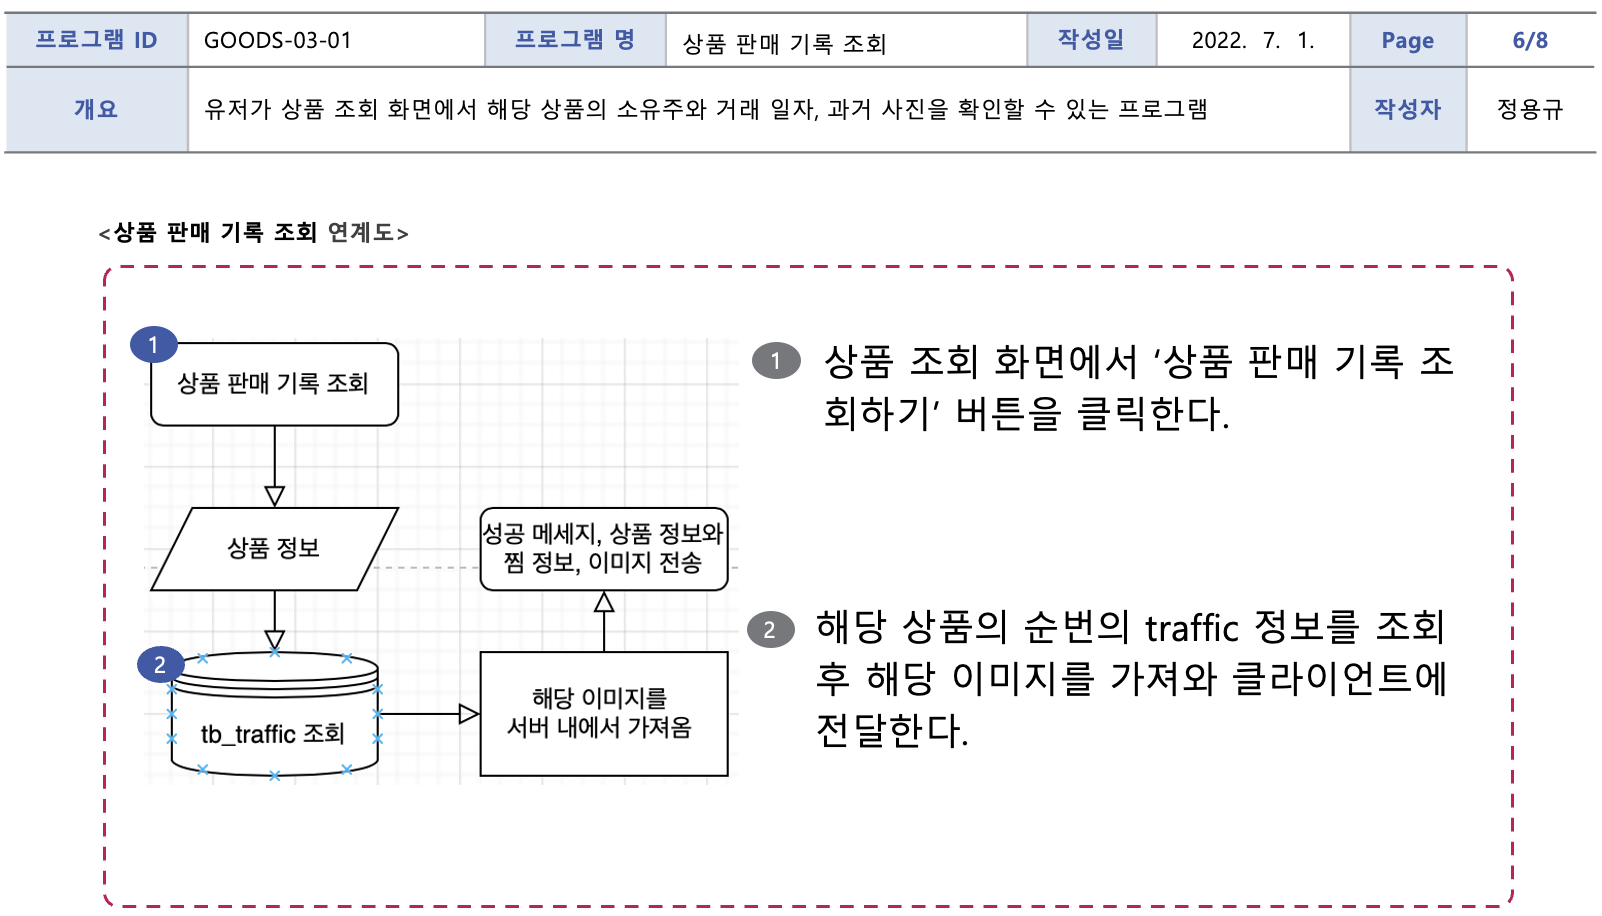 프로그램 ID GOODS-03-01 프로그램 명 상품 판매 기록 조회 작성일 2022. 7. 1. Page 6/8
개요 유저가 상품 조회 화면에서 해당 상품의 소유주와 거래 일자, 과거 사진을 확인할 수 있는 프로그램 작성자 정용규
<상품 판매 기록 조회 연계도>
1
상품 판매 기록 조회
상품 정보
2
tb_traffic 조회
해당 이미지를
서버 내에서 가져옴
성공 메세지, 상품 정보와
찜 정보, 이미지 전송
1 상품 조회 화면에서 ‘상품 판매 기록 조
회하기’ 버튼을 클릭한다.
2 해당 상품의 순번의 traffic 정보를 조회
후 해당 이미지를 가져와 클라이언트에
전달한다.